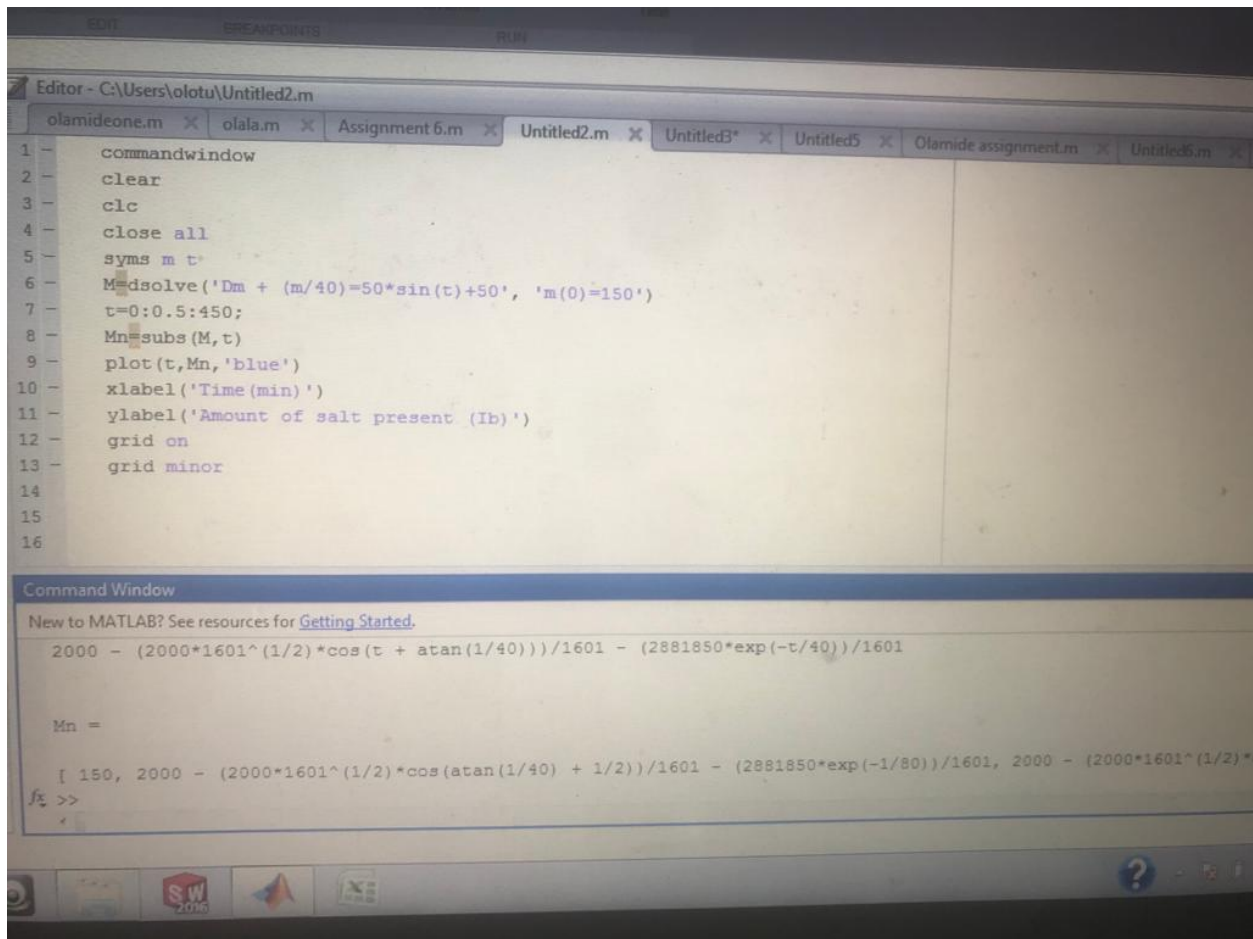 EDIT
BREAKPOINTS
RUN
Editor - C:\Users\olotu\Untitled2.m
olamideone.m olala.m Assignment 6.m Untitled2.m Untitled3* Untitled5 Olamide assignment.m Untitled6.m
1 - commandwindow
2 - clear
3 - clc
4 - close all
5 - syms m t
6 - M=dsolve('Dm + (m/40)=50*sin(t)+50', 'm(0)=150')
7 - t=0:0.5:450;
8 - Mn=subs(M,t)
9 - plot(t,Mn,'blue')
10 - xlabel('Time(min)')
11 - ylabel('Amount of salt present (Ib)')
12 - grid on
13 - grid minor
14
15
16
Command Window
New to MATLAB? See resources for Getting Started.
2000 - (2000*1601^(1/2)*cos(t + atan(1/40)))/1601 - (2881850*exp(-t/40))/1601
Mn =
[ 150, 2000 - (2000*1601^(1/2)*cos(atan(1/40) + 1/2))/1601 - (2881850*exp(-1/80))/1601, 2000 - (2000*1601^(1/2)*
fx >>
SW
2016
?